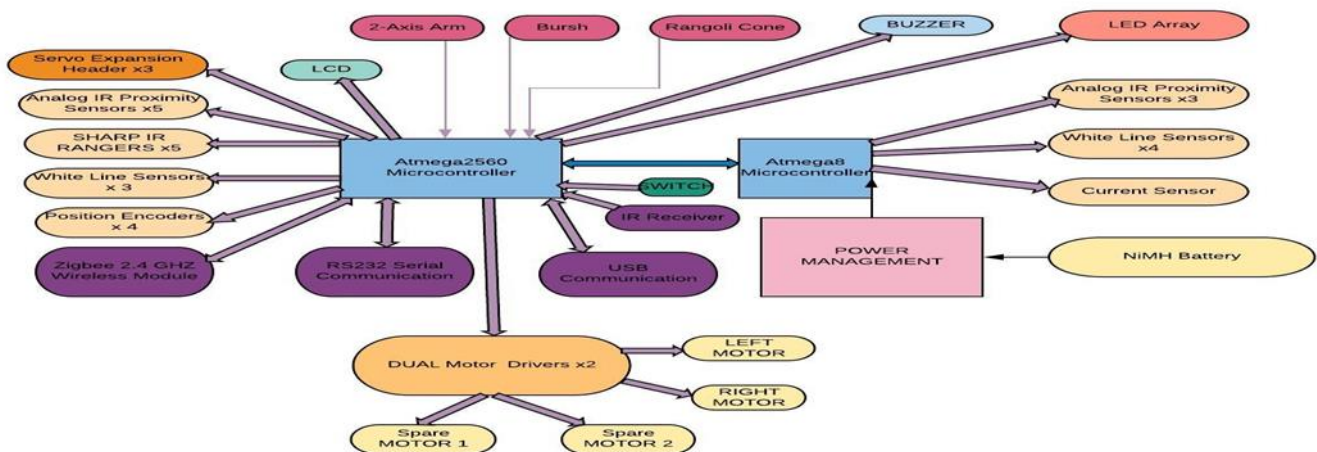 2-Axis Arm
Bursh
Rangoli Cone
BUZZER
LED Array
Servo Expansion
Header x3
LCD
Analog IR Proximity
Sensors x5
Analog IR Proximity
Sensors x3
SHARP IR
RANGERS x5
White Line Sensors
x4
Atmega2560
Microcontroller
Atmega8
Microcontroller
White Line Sensors
x 3
SWITCH
Current Sensor
Position Encoders
x 4
IR Receiver
Zigbee 2.4 GHZ
Wireless Module
RS232 Serial
Communication
USB
Communication
POWER
MANAGEMENT
NiMH Battery
DUAL Motor Drivers x2
LEFT
MOTOR
RIGHT
MOTOR
Spare
MOTOR 1
Spare
MOTOR 2